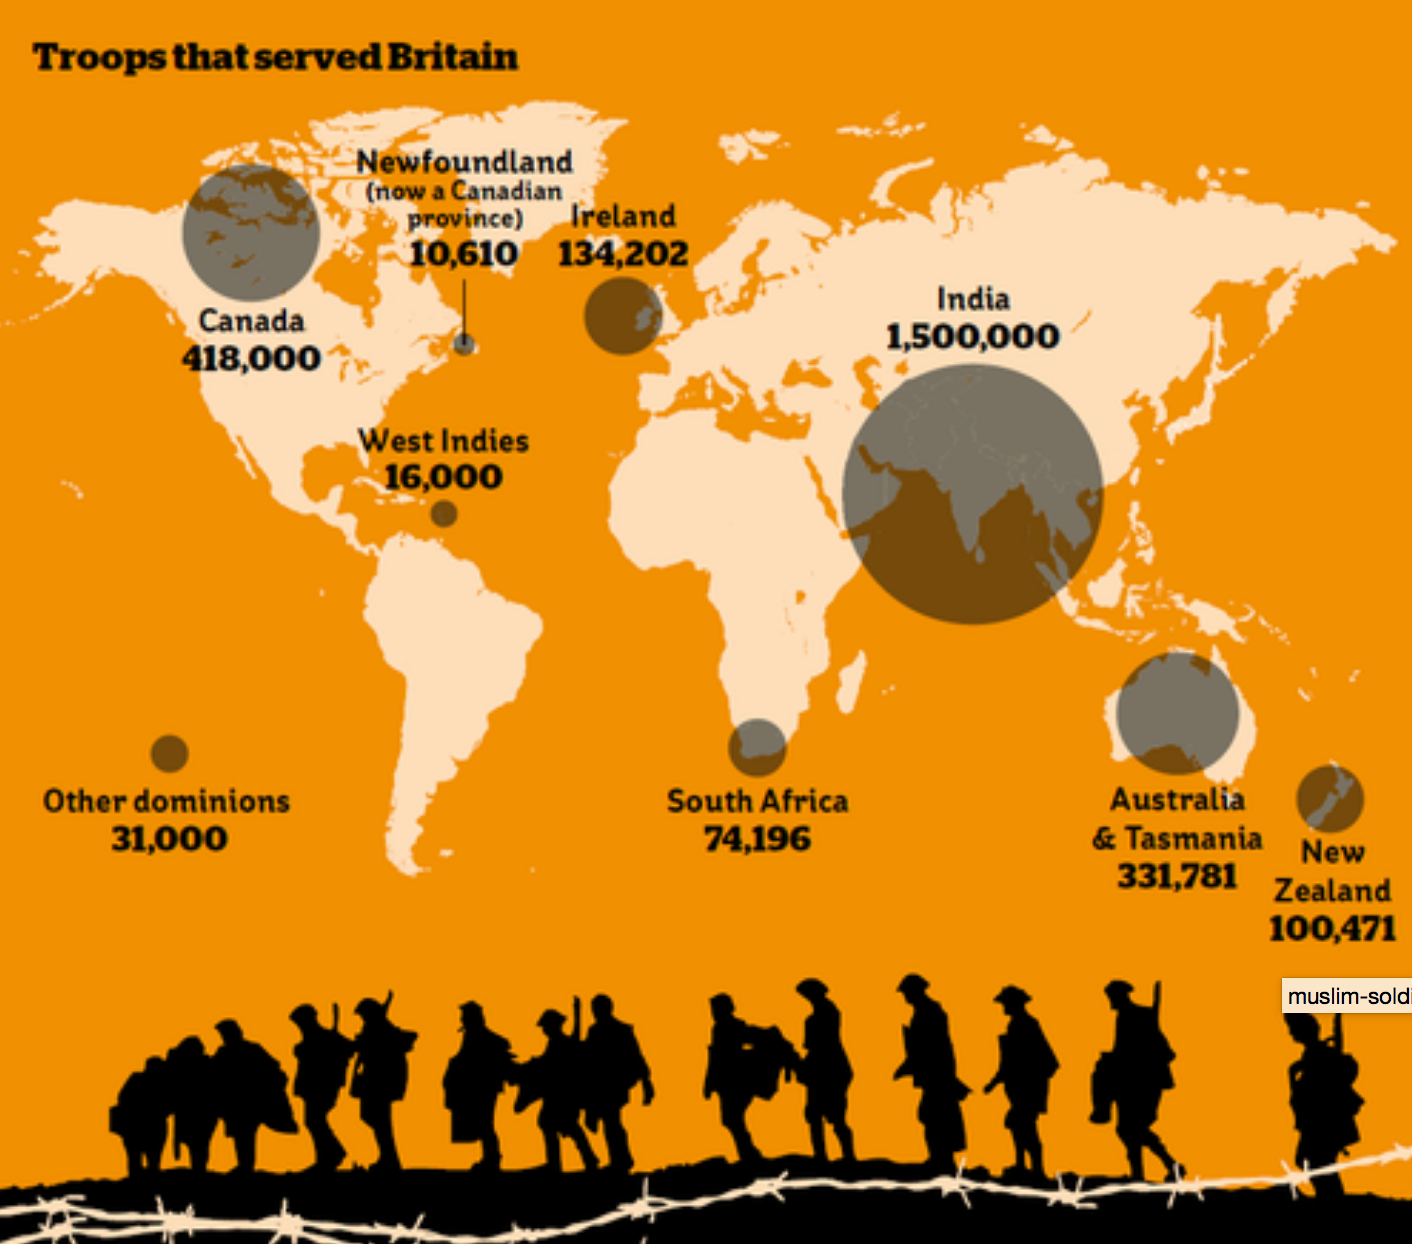 Troops that served Britain
Newfoundland
(now a Canadian
province)
10,610
Ireland
134,202
Canada
418,000
India
1,500,000
West Indies
16,000
Other dominions
31,000
South Africa
74,196
Australia
& Tasmania
331,781
New
Zealand
100,471
muslim-soldi